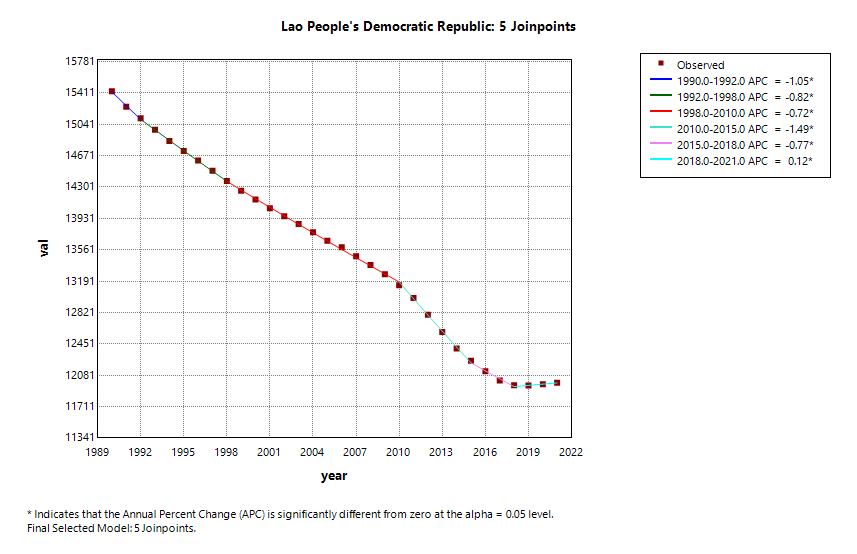 Lao People's Democratic Republic: 5 Joinpoints
15781
15411
15041
14671
14301
13931
13561
13191
12821
12451
12081
11711
11341
val
1989 1992 1995 1998 2001 2004 2007 2010 2013 2016 2019 2022
year
Observed
1990.0-1992.0 APC = -1.05*
1992.0-1998.0 APC = -0.82*
1998.0-2010.0 APC = -0.72*
2010.0-2015.0 APC = -1.49*
2015.0-2018.0 APC = -0.77*
2018.0-2021.0 APC = 0.12*
* Indicates that the Annual Percent Change (APC) is significantly different from zero at the alpha = 0.05 level.
Final Selected Model: 5 Joinpoints.